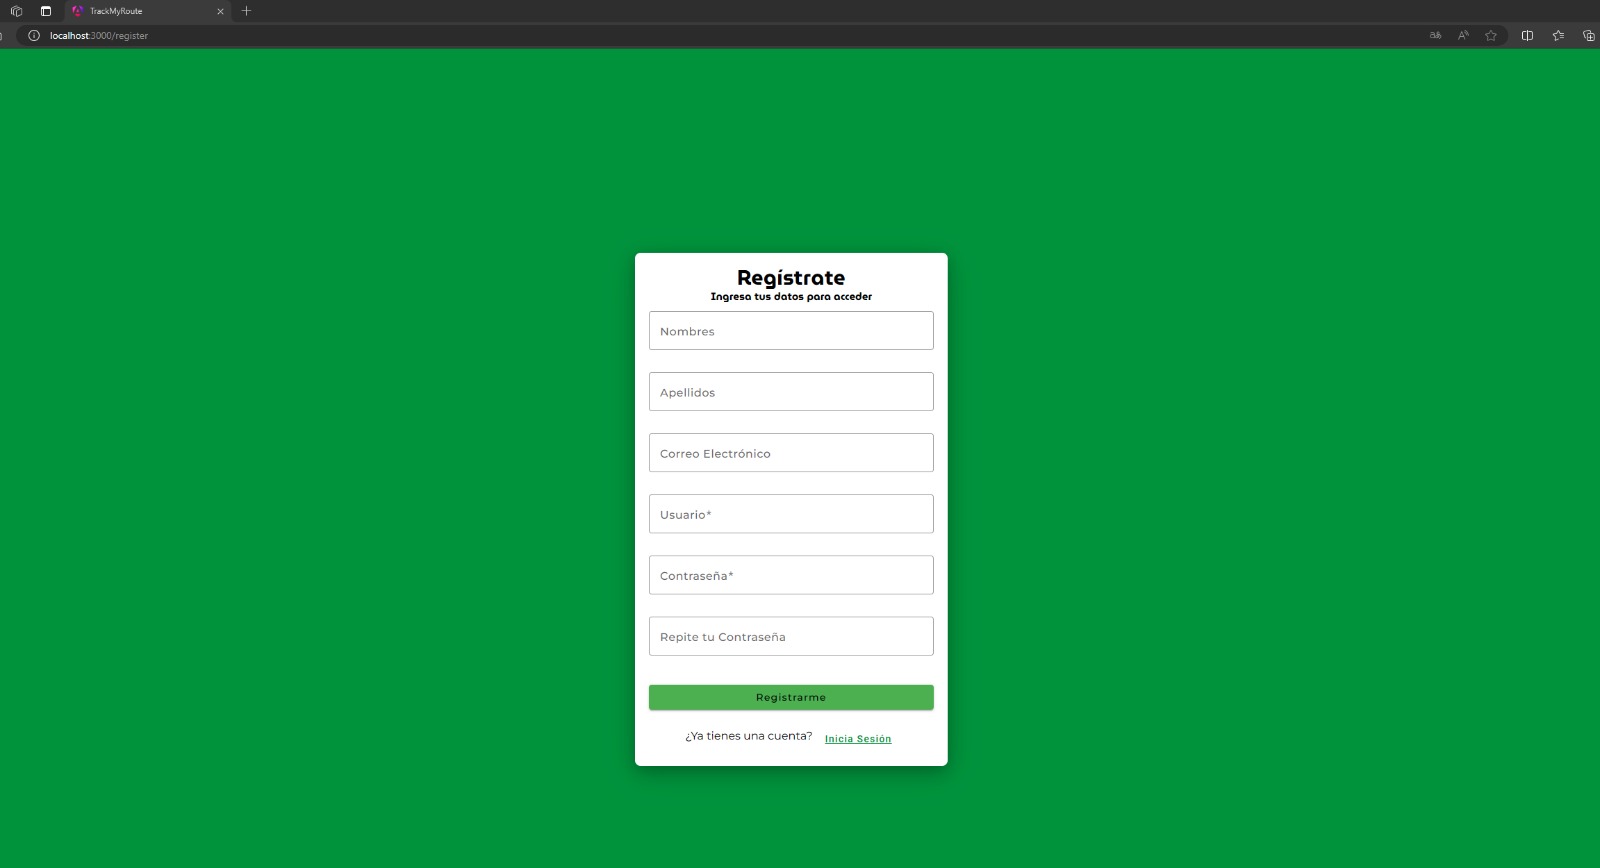 TrackMyRoute
localhost:3000/register
Regístrate
Ingresa tus datos para acceder
Nombres
Apellidos
Correo Electrónico
Usuario*
Contraseña*
Repite tu Contraseña
Registrarme
¿Ya tienes una cuenta? Inicia Sesión